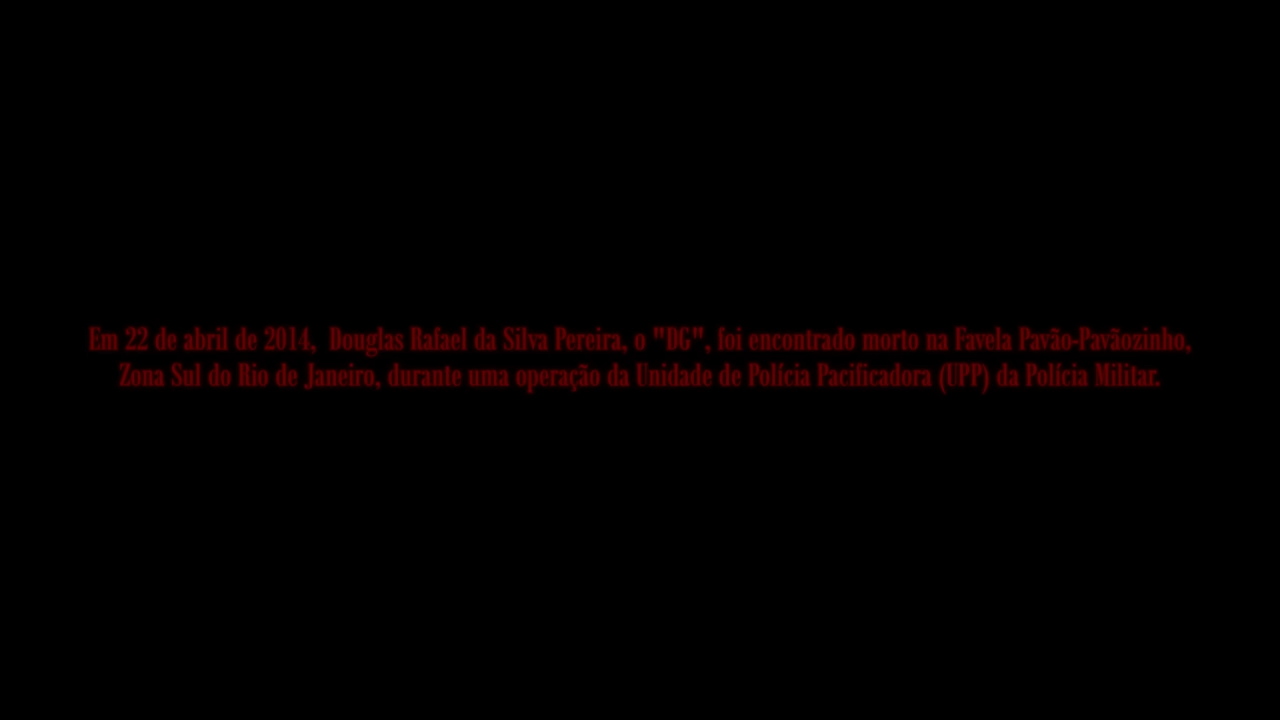 Em 22 de abril de 2014,  Douglas Rafael da Silva Pereira, o "DG", foi encontrado morto na Favela Pavão-Pavãozinho,
Zona Sul do Rio de Janeiro, durante uma operação da Unidade de Polícia Pacificadora (UPP) da Polícia Militar.